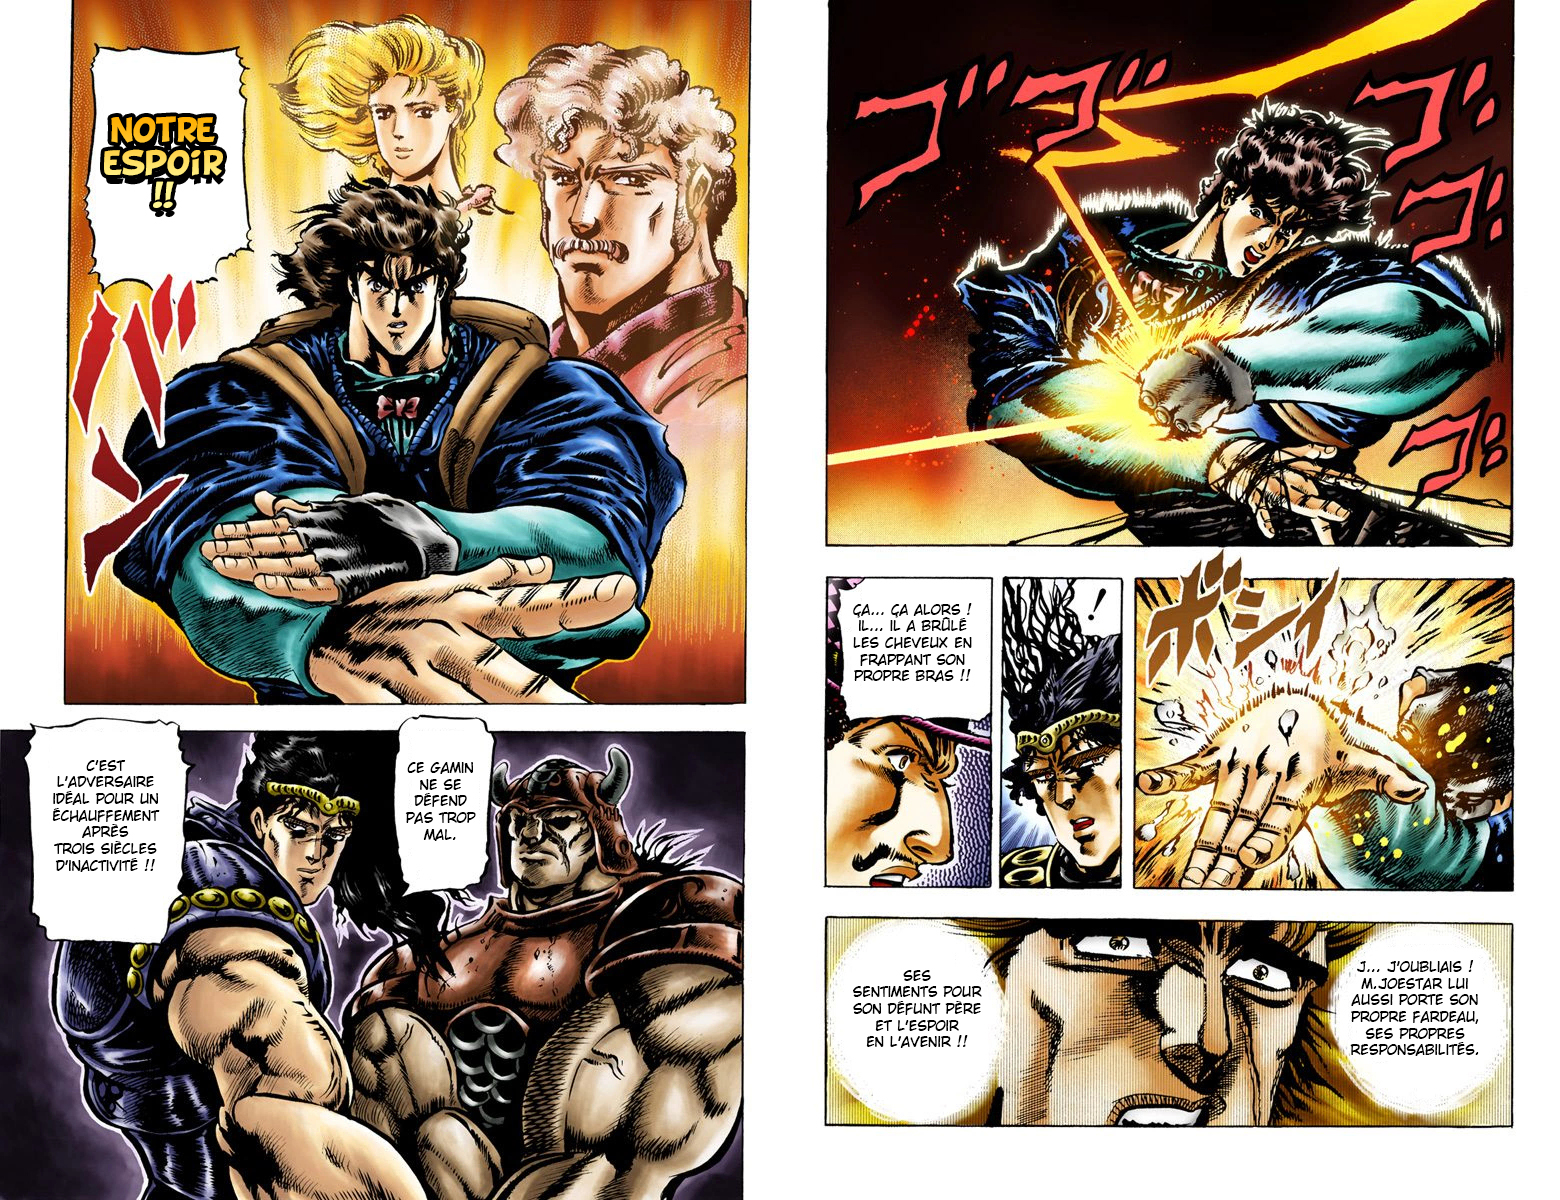 ゴゴ
ゴ
ゴ
ゴ
ボシィ
!
ÇA... ÇA ALORS !
IL... IL A BRÛLÉ
LES CHEVEUX EN
FRAPPANT SON
PROPRE BRAS !!
J... J'OUBLIAIS !
M.JOESTAR LUI
AUSSI PORTE SON
PROPRE FARDEAU,
SES PROPRES
RESPONSABILITÉS.
SES
SENTIMENTS POUR
SON DÉFUNT PÈRE
ET L'ESPOIR
EN L'AVENIR !!
NOTRE
ESPOIR
!!
バン
CE GAMIN
NE SE
DÉFEND
PAS TROP
MAL.
C'EST
L'ADVERSAIRE
IDÉAL POUR UN
ÉCHAUFFEMENT
APRÈS
TROIS SIÈCLES
D'INACTIVITÉ !!